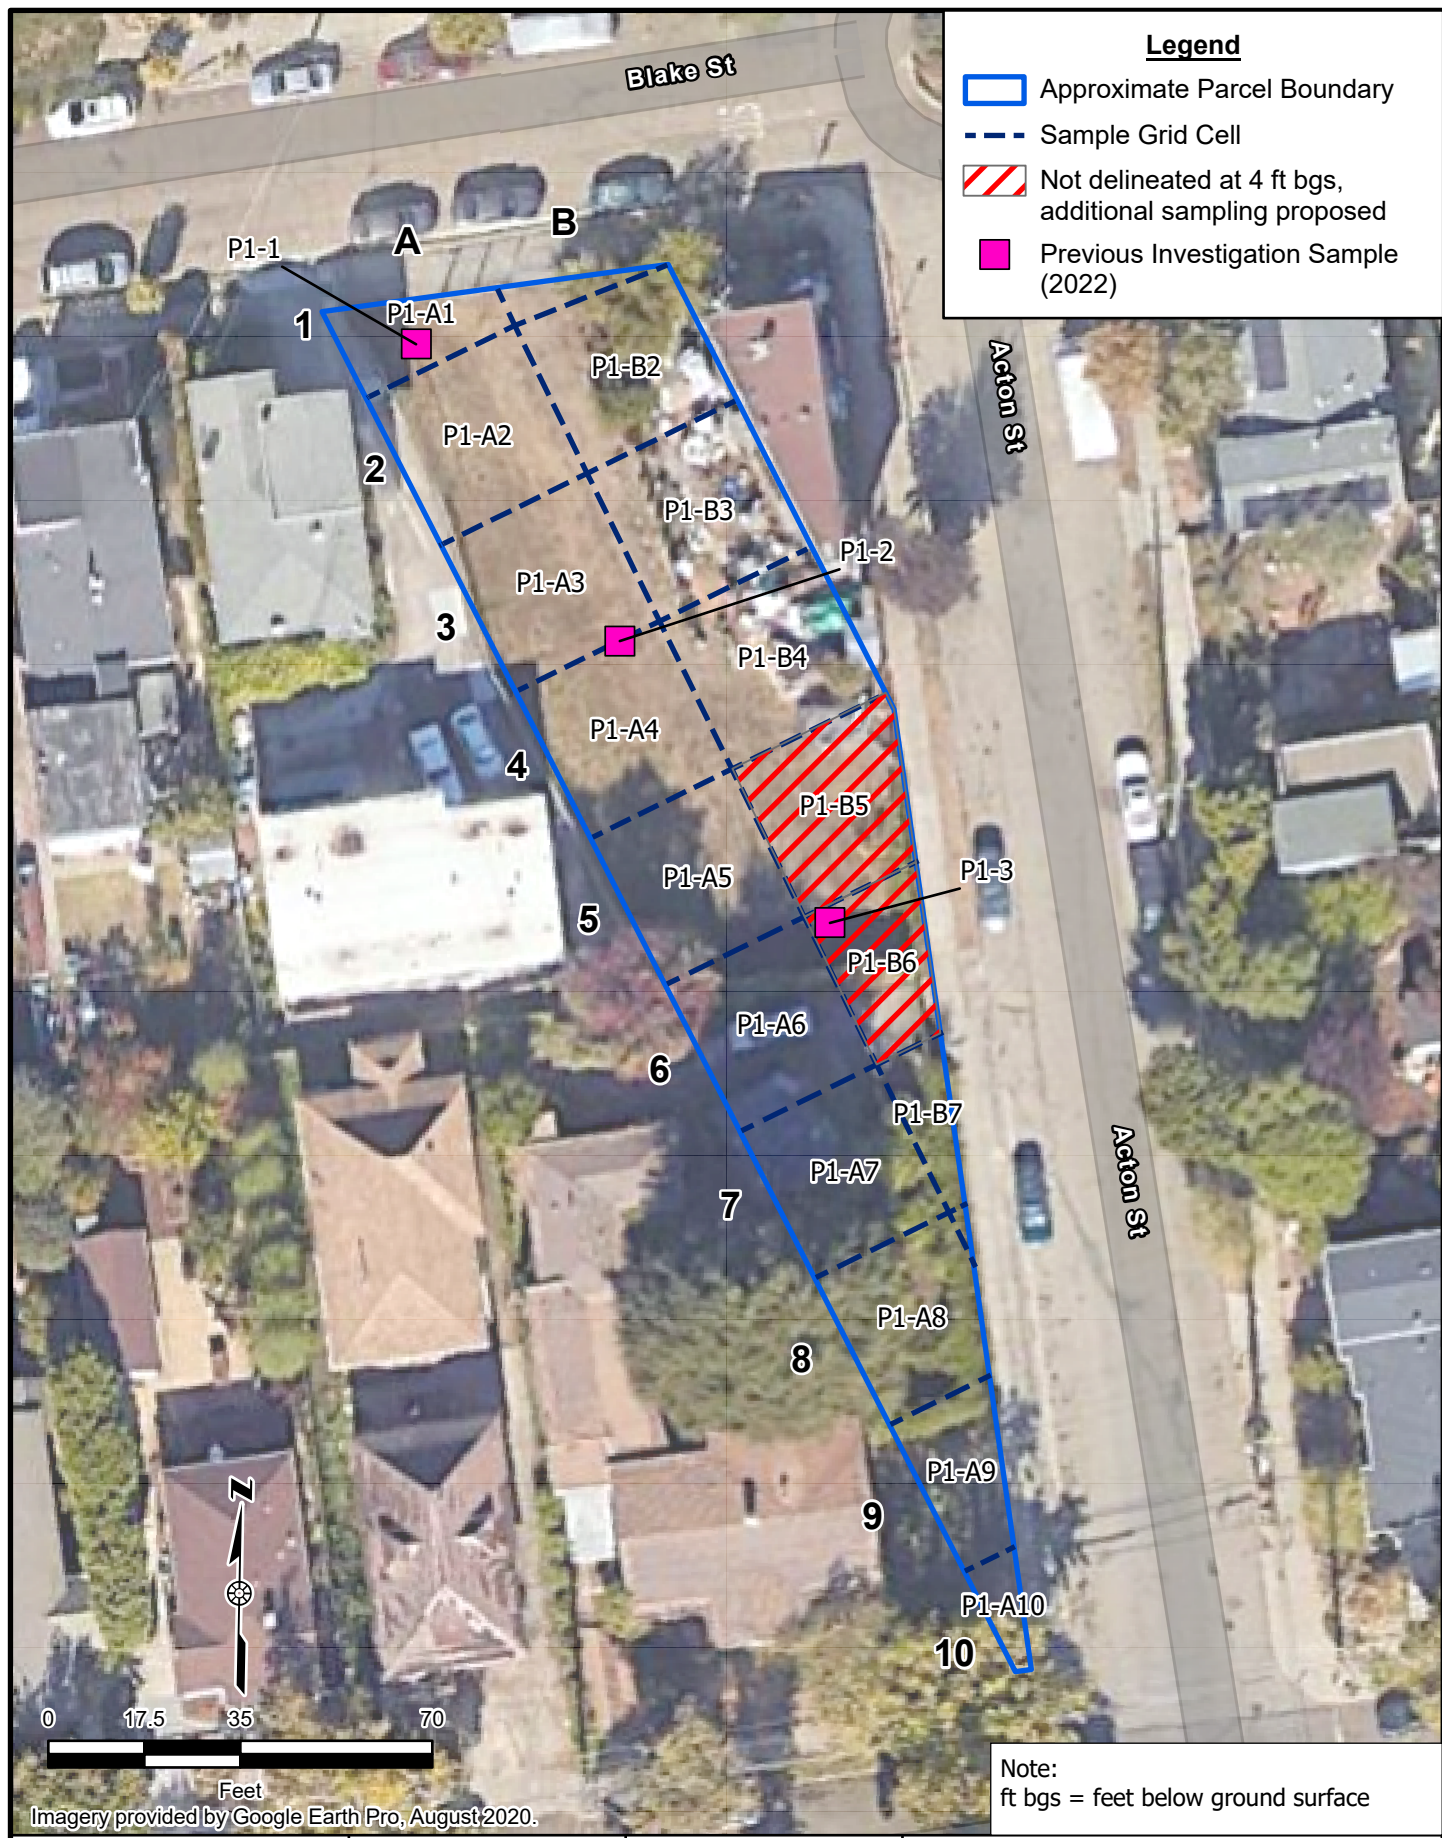 Legend
Approximate Parcel Boundary
Sample Grid Cell
Not delineated at 4 ft bgs,
additional sampling proposed
Previous Investigation Sample
(2022)
Blake St
A
B
P1-1
1
P1-A1
P1-B2
Acton St
P1-A2
2
P1-B3
P1-2
P1-A3
3
P1-B4
P1-A4
4
P1-B5
P1-3
P1-A5
5
P1-B6
P1-A6
6
P1-B7
Acton St
P1-A7
7
P1-A8
8
P1-A9
9
P1-A10
10
N
0 17.5 35 70
Feet
Imagery provided by Google Earth Pro, August 2020.
Note:
ft bgs = feet below ground surface